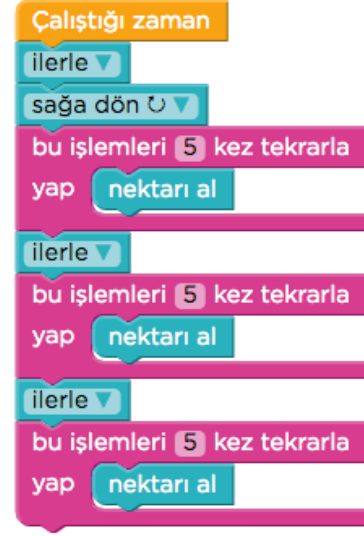 Çalıştığı zaman
ilerle
sağa dön ↻
bu işlemleri 5 kez tekrarla
yap nektarı al
ilerle
bu işlemleri 5 kez tekrarla
yap nektarı al
ilerle
bu işlemleri 5 kez tekrarla
yap nektarı al